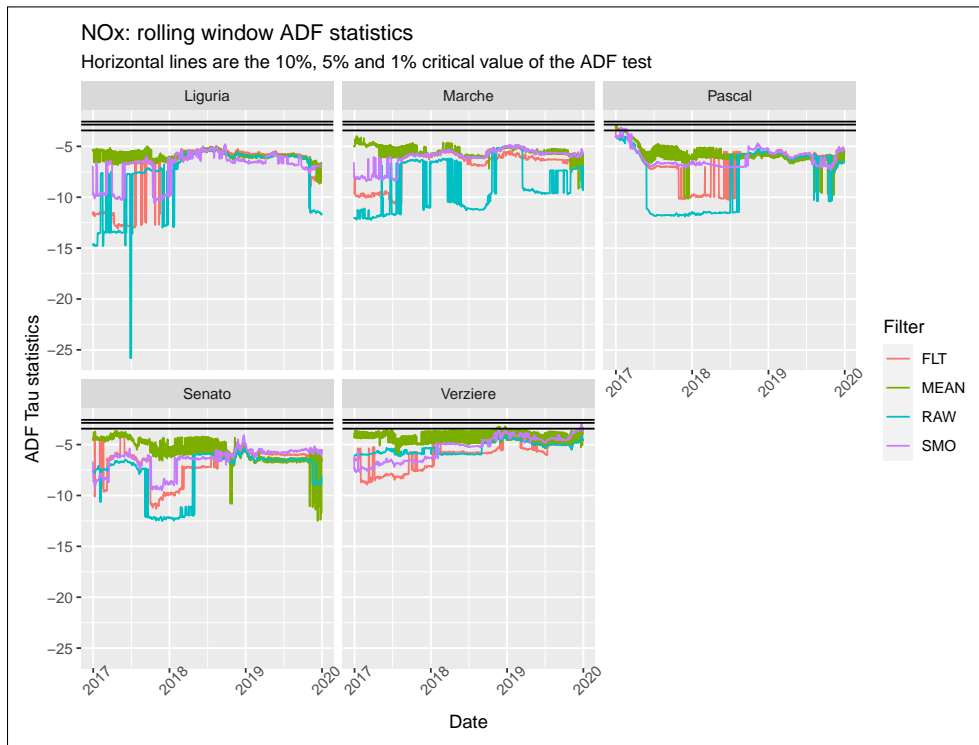 NOx: rolling window ADF statistics
Horizontal lines are the 10%, 5% and 1% critical value of the ADF test
Liguria
Marche
Pascal
−5
−10
−15
−20
−25
2017
2018
2019
2020
Senato
Verziere
−5
−10
−15
−20
−25
2017
2018
2019
2020
2017
2018
2019
2020
ADF Tau statistics
Date
Filter
FLT
MEAN
RAW
SMO